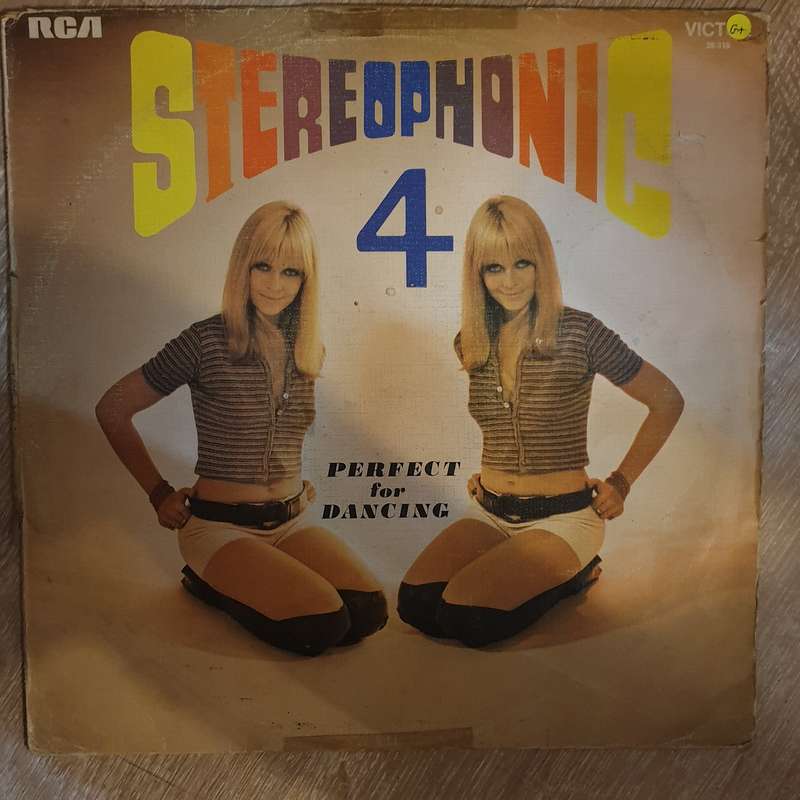 RCA
VICT
G+
STEREOPHONIC
4
PERFECT
for
DANCING